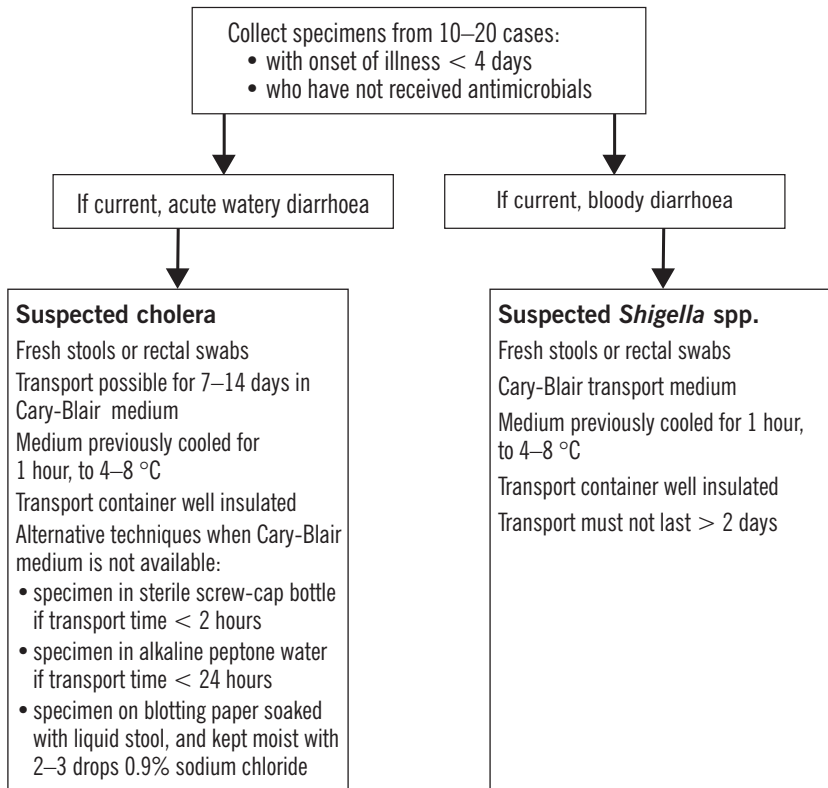 Collect specimens from 10–20 cases:
• with onset of illness < 4 days
• who have not received antimicrobials
If current, acute watery diarrhoea
If current, bloody diarrhoea
Suspected cholera
Fresh stools or rectal swabs
Transport possible for 7–14 days in
Cary-Blair medium
Medium previously cooled for
1 hour, to 4–8 °C
Transport container well insulated
Alternative techniques when Cary-Blair
medium is not available:
• specimen in sterile screw-cap bottle
if transport time < 2 hours
• specimen in alkaline peptone water
if transport time < 24 hours
• specimen on blotting paper soaked
with liquid stool, and kept moist with
2–3 drops 0.9% sodium chloride
Suspected Shigella spp.
Fresh stools or rectal swabs
Cary-Blair transport medium
Medium previously cooled for 1 hour,
to 4–8 °C
Transport container well insulated
Transport must not last > 2 days